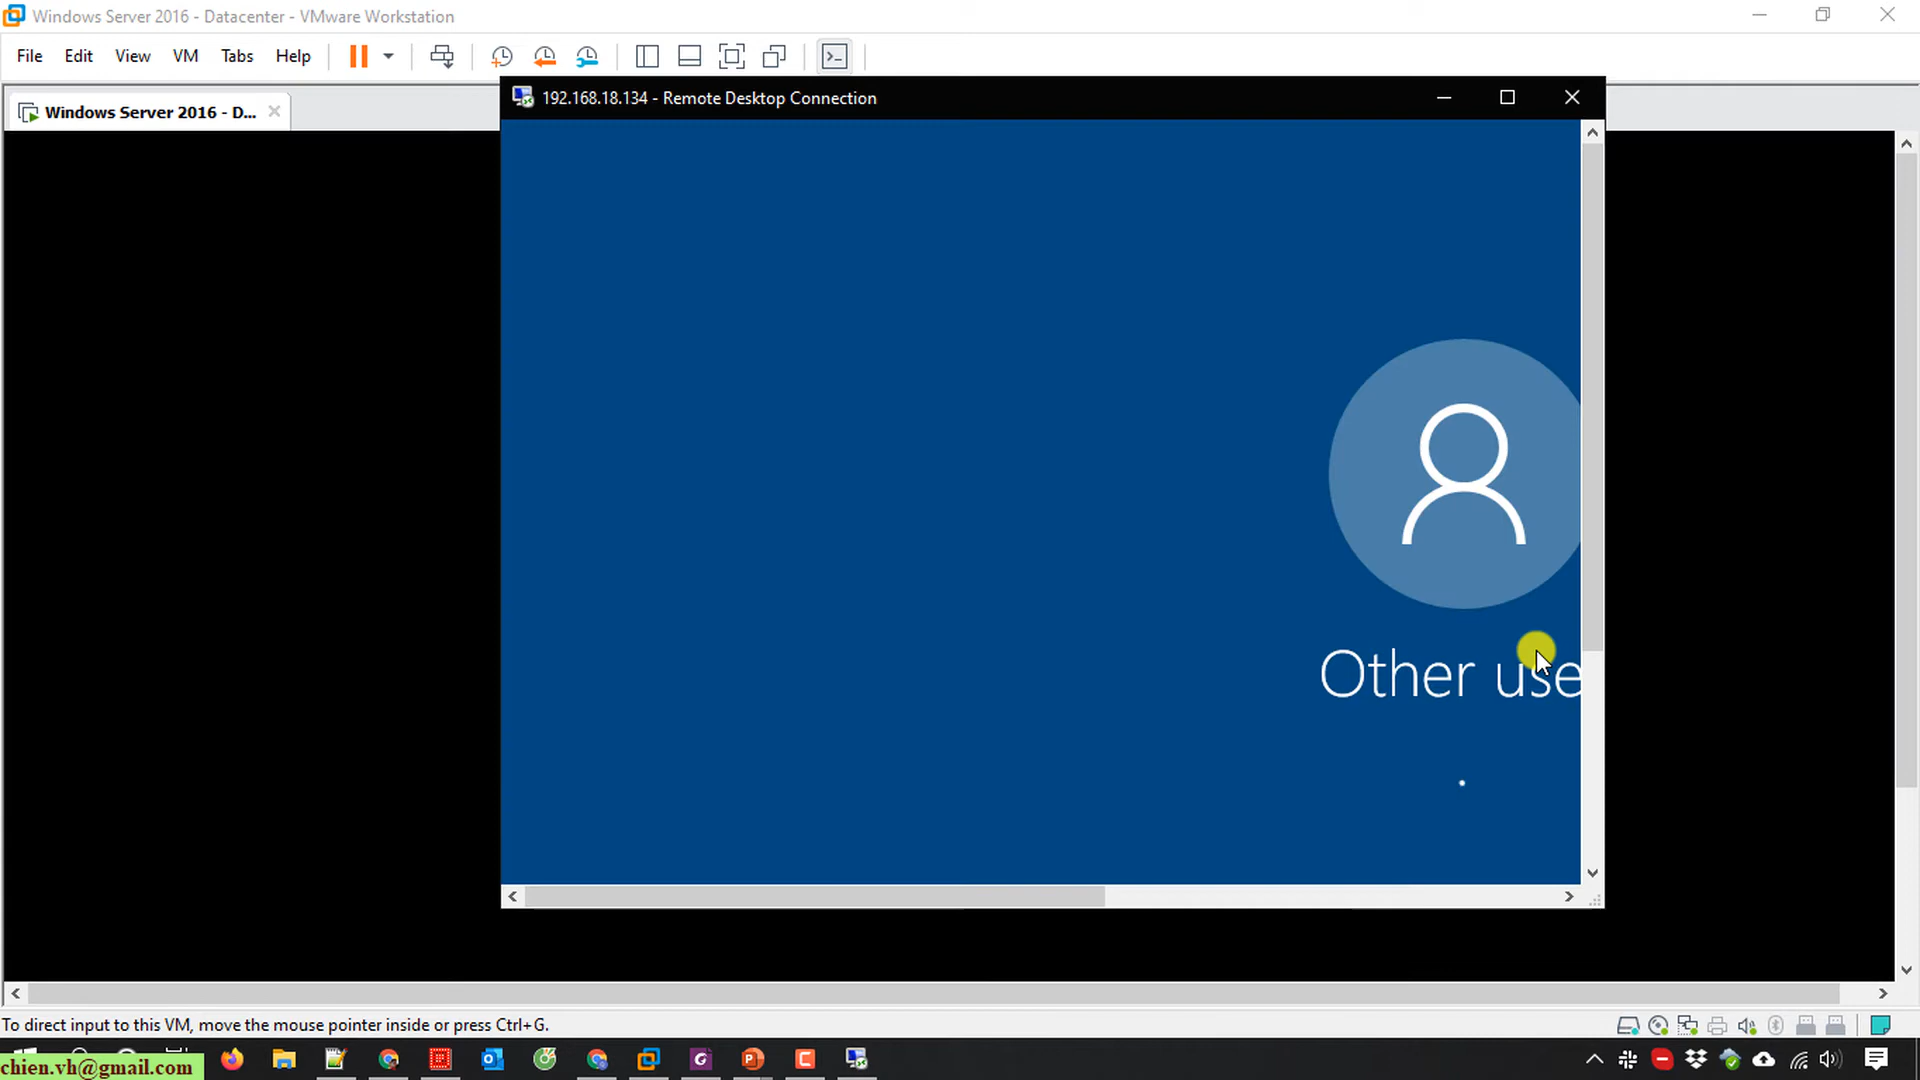 Windows Server 2016 - Datacenter - VMware Workstation
File Edit View VM Tabs Help
Windows Server 2016 - D...
192.168.18.134 - Remote Desktop Connection
Other use
To direct input to this VM, move the mouse pointer inside or press Ctrl+G.
chien.vh@gmail.com